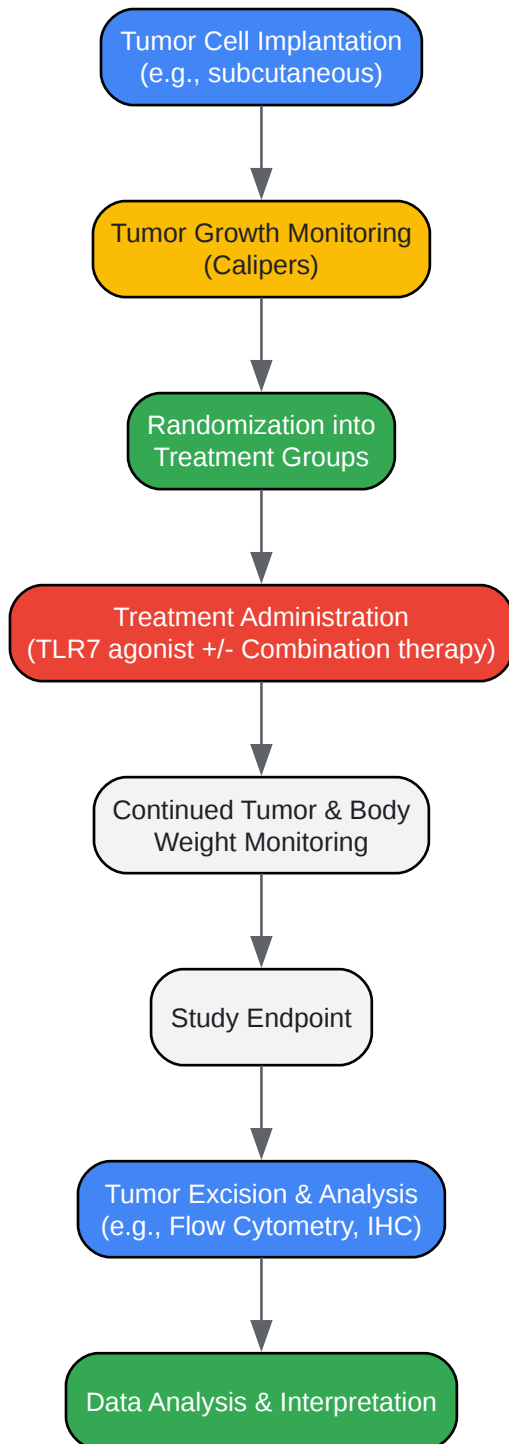 Tumor Cell Implantation
(e.g., subcutaneous)
Tumor Growth Monitoring
(Calipers)
Randomization into
Treatment Groups
Treatment Administration
(TLR7 agonist +/- Combination therapy)
Continued Tumor & Body
Weight Monitoring
Study Endpoint
Tumor Excision & Analysis
(e.g., Flow Cytometry, IHC)
Data Analysis & Interpretation